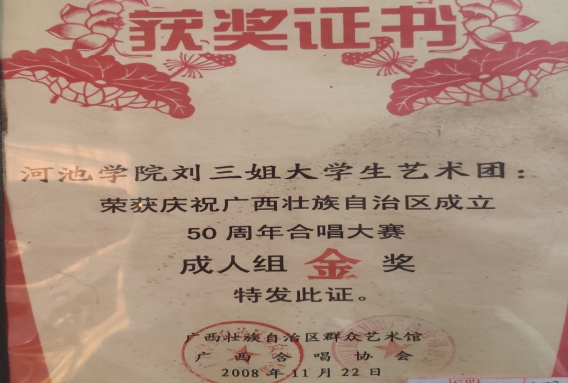 获奖证书
河池学院刘三姐大学生艺术团：
荣获庆祝广西壮族自治区成立
50周年合唱大赛
成人组金奖
特发此证。
广西壮族自治区群众艺术馆
广西合唱协会
2008年11月22日